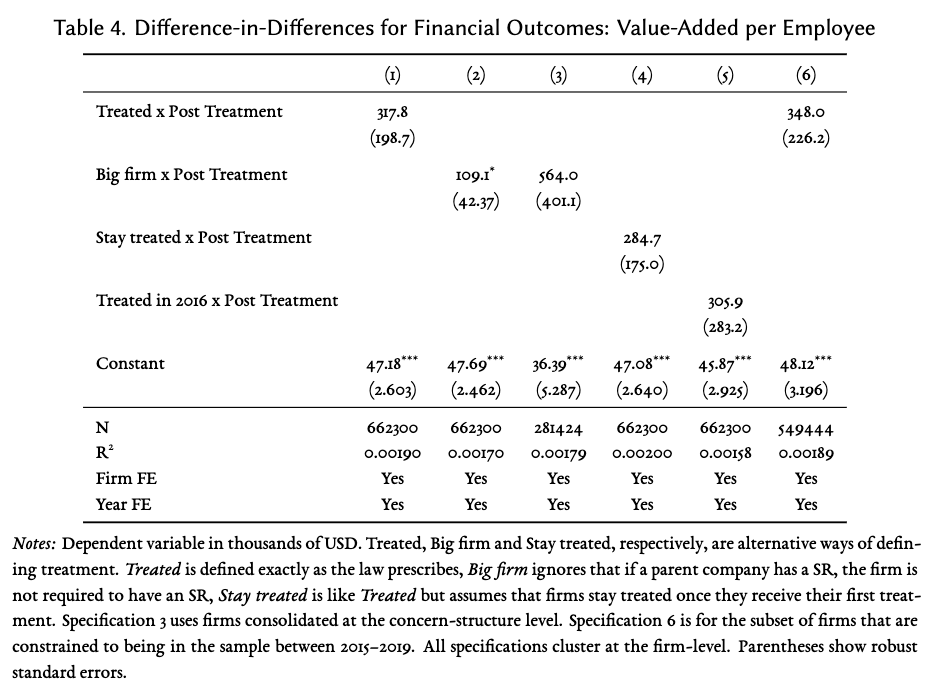 Table 4. Difference-in-Differences for Financial Outcomes: Value-Added per Employee
(1) (2) (3) (4) (5) (6)
Treated x Post Treatment 317.8 348.0
(198.7) (226.2)
Big firm x Post Treatment 109.1* 564.0
(42.37) (401.1)
Stay treated x Post Treatment 284.7
(175.0)
Treated in 2016 x Post Treatment 305.9
(283.2)
Constant 47.18*** 47.69*** 36.39*** 47.08*** 45.87*** 48.12***
(2.603) (2.462) (5.287) (2.640) (2.925) (3.196)
N 662300 662300 281424 662300 662300 549444
R² 0.00190 0.00170 0.00179 0.00200 0.00158 0.00189
Firm FE Yes Yes Yes Yes Yes Yes
Year FE Yes Yes Yes Yes Yes Yes
Notes: Dependent variable in thousands of USD. Treated, Big firm and Stay treated, respectively, are alternative ways of defin-
ing treatment. Treated is defined exactly as the law prescribes, Big firm ignores that if a parent company has a SR, the firm is
not required to have an SR, Stay treated is like Treated but assumes that firms stay treated once they receive their first treat-
ment. Specification 3 uses firms consolidated at the concern-structure level. Specification 6 is for the subset of firms that are
constrained to being in the sample between 2015–2019. All specifications cluster at the firm-level. Parentheses show robust
standard errors.